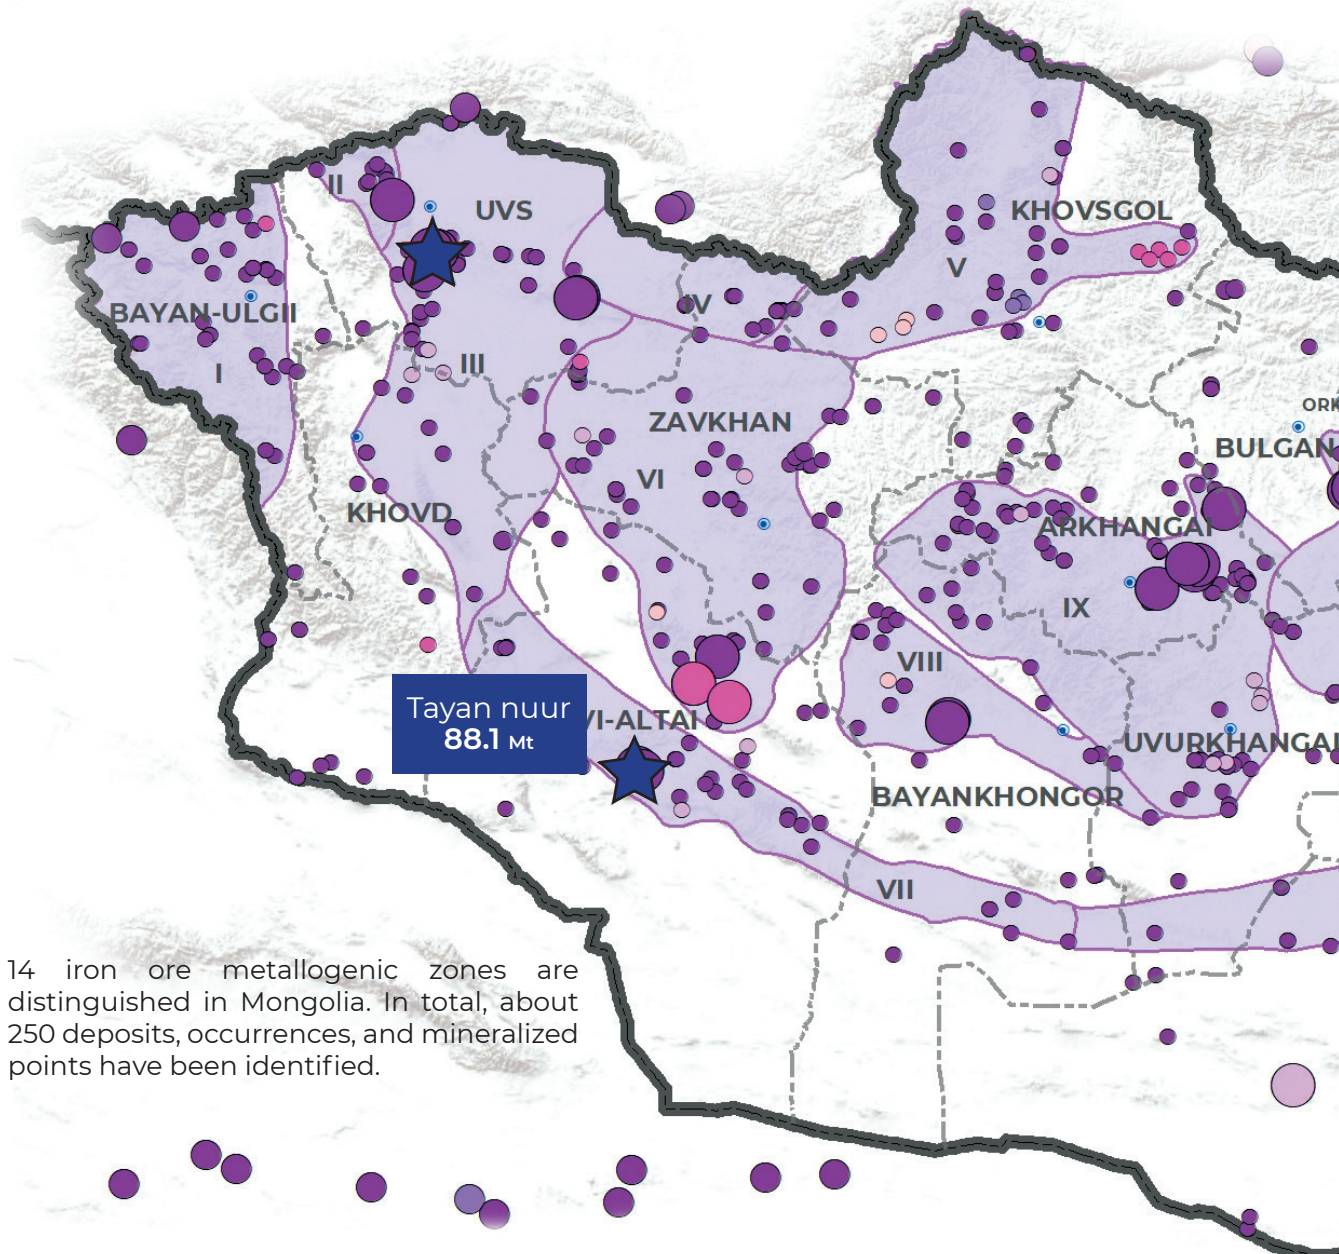 II
UVS
KHOVSGOL
V
BAYAN-ULGII
IV
I
III
ORK
ZAVKHAN
BULGAN
VI
KHOVD
ARKHANGAI
IX
VIII
Tayan nuur
88.1 Mt
VI-ALTAI
UVURKHANGAI
BAYANKHONGOR
VII
14 iron ore metallogenic zones are
distinguished in Mongolia. In total, about
250 deposits, occurrences, and mineralized
points have been identified.